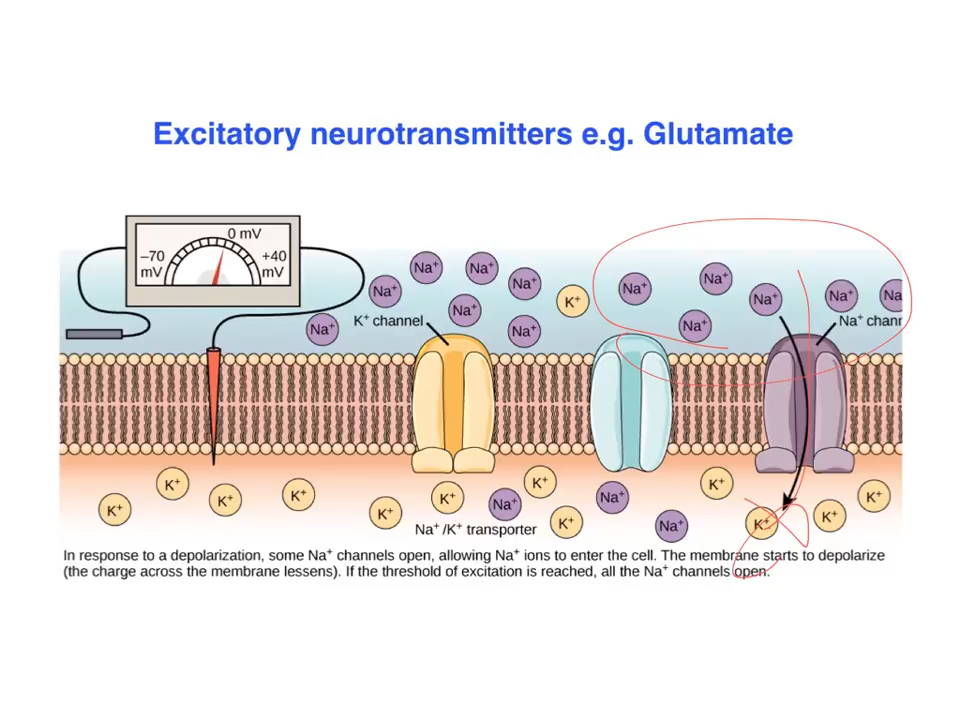 Excitatory neurotransmitters e.g. Glutamate
0 mV
–70 mV
+40 mV
Na⁺ Na⁺ Na⁺ Na⁺ Na⁺ Na⁺ Na⁺
K⁺
Na⁺ Na⁺ Na⁺ Na⁺ Na⁺ Na
K⁺ channel
Na⁺ chanr
K⁺ K⁺ K⁺ K⁺ K⁺ K⁺ K⁺ Na⁺ K⁺ Na⁺ Na⁺ K⁺ K⁺ K⁺ K⁺
Na⁺ /K⁺ transporter
In response to a depolarization, some Na⁺ channels open, allowing Na⁺ ions to enter the cell. The membrane starts to depolarize
(the charge across the membrane lessens). If the threshold of excitation is reached, all the Na⁺ channels open.